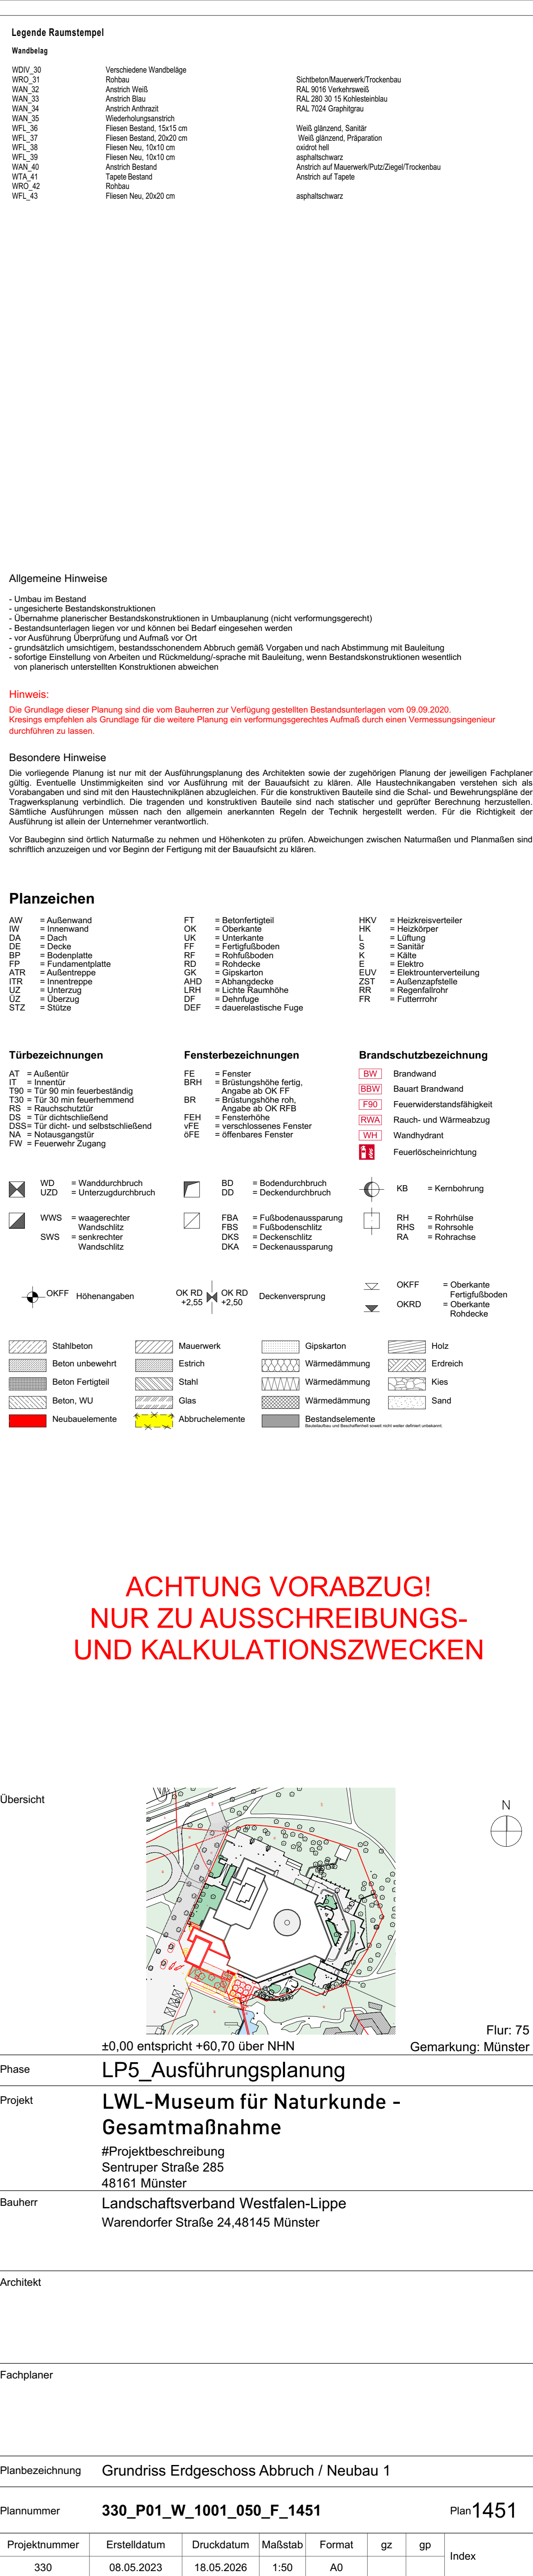 Legende Raumstempel
Wandbelag
WDIV_30 Verschiedene Wandbeläge
WRO_31 Rohbau Sichtbeton/Mauerwerk/Trockenbau
WAN_32 Anstrich Weiß RAL 9016 Verkehrsweiß
WAN_33 Anstrich Blau RAL 280 30 15 Kohlesteinblau
WAN_34 Anstrich Anthrazit RAL 7024 Graphitgrau
WAN_35 Wiederholungsanstrich
WFL_36 Fliesen Bestand, 15x15 cm Weiß glänzend, Sanitär
WFL_37 Fliesen Bestand, 20x20 cm Weiß glänzend, Präparation
WFL_38 Fliesen Neu, 10x10 cm oxidrot hell
WFL_39 Fliesen Neu, 10x10 cm asphaltschwarz
WAN_40 Anstrich Bestand Anstrich auf Mauerwerk/Putz/Ziegel/Trockenbau
WTA_41 Tapete Bestand Anstrich auf Tapete
WRO_42 Rohbau
WFL_43 Fliesen Neu, 20x20 cm asphaltschwarz
Allgemeine Hinweise
- Umbau im Bestand
- ungesicherte Bestandskonstruktionen
- Übernahme planerischer Bestandskonstruktionen in Umbauplanung (nicht verformungsgerecht)
- Bestandsunterlagen liegen vor und können bei Bedarf eingesehen werden
- vor Ausführung Überprüfung und Aufmaß vor Ort
- grundsätzlich umsichtigem, bestandsschonendem Abbruch gemäß Vorgaben und nach Abstimmung mit Bauleitung
- sofortige Einstellung von Arbeiten und Rückmeldung/-sprache mit Bauleitung, wenn Bestandskonstruktionen wesentlich
von planerisch unterstellten Konstruktionen abweichen
Hinweis:
Die Grundlage dieser Planung sind die vom Bauherren zur Verfügung gestellten Bestandsunterlagen vom 09.09.2020.
Kresings empfehlen als Grundlage für die weitere Planung ein verformungsgerechtes Aufmaß durch einen Vermessungsingenieur
durchführen zu lassen.
Besondere Hinweise
Die vorliegende Planung ist nur mit der Ausführungsplanung des Architekten sowie der zugehörigen Planung der jeweiligen Fachplaner
gültig. Eventuelle Unstimmigkeiten sind vor Ausführung mit der Bauaufsicht zu klären. Alle Haustechnikangaben verstehen sich als
Vorabangaben und sind mit den Haustechnikplänen abzugleichen. Für die konstruktiven Bauteile sind die Schal- und Bewehrungspläne der
Tragwerksplanung verbindlich. Die tragenden und konstruktiven Bauteile sind nach statischer und geprüfter Berechnung herzustellen.
Sämtliche Ausführungen müssen nach den allgemein anerkannten Regeln der Technik hergestellt werden. Für die Richtigkeit der
Ausführung ist allein der Unternehmer verantwortlich.
Vor Baubeginn sind örtlich Naturmaße zu nehmen und Höhenkoten zu prüfen. Abweichungen zwischen Naturmaßen und Planmaßen sind
schriftlich anzuzeigen und vor Beginn der Fertigung mit der Bauaufsicht zu klären.
Planzeichen
AW = Außenwand FT = Betonfertigteil HKV = Heizkreisverteiler
IW = Innenwand OK = Oberkante HK = Heizkörper
DA = Dach UK = Unterkante L = Lüftung
DE = Decke FF = Fertigfußboden S = Sanitär
BP = Bodenplatte RF = Rohfußboden K = Kälte
FP = Fundamentplatte RD = Rohdecke E = Elektro
ATR = Außentreppe GK = Gipskarton EUV = Elektrounterverteilung
ITR = Innentreppe AHD = Abhangdecke ZST = Außenzapfstelle
UZ = Unterzug LRH = Lichte Raumhöhe RR = Regenfallrohr
ÜZ = Überzug DF = Dehnfuge FR = Futterrrohr
STZ = Stütze DEF = dauerelastische Fuge
Türbezeichnungen
AT = Außentür
IT = Innentür
T90 = Tür 90 min feuerbeständig
T30 = Tür 30 min feuerhemmend
RS = Rauchschutztür
DS = Tür dichtschließend
DSS= Tür dicht- und selbstschließend
NA = Notausgangstür
FW = Feuerwehr Zugang
Fensterbezeichnungen
FE = Fenster
BRH = Brüstungshöhe fertig,
Angabe ab OK FF
BR = Brüstungshöhe roh,
Angabe ab OK RFB
FEH = Fensterhöhe
vFE = verschlossenes Fenster
öFE = öffenbares Fenster
Brandschutzbezeichnung
BW Brandwand
BBW Bauart Brandwand
F90 Feuerwiderstandsfähigkeit
RWA Rauch- und Wärmeabzug
WH Wandhydrant
Feuerlöscheinrichtung
WD = Wanddurchbruch
UZD = Unterzugdurchbruch
BD = Bodendurchbruch
DD = Deckendurchbruch
KB = Kernbohrung
WWS = waagerechter
Wandschlitz
SWS = senkrechter
Wandschlitz
FBA = Fußbodenaussparung
FBS = Fußbodenschlitz
DKS = Deckenschlitz
DKA = Deckenaussparung
RH = Rohrhülse
RHS = Rohrsohle
RA = Rohrachse
OKFF Höhenangaben
OK RD OK RD
+2,55 +2,50
Deckenversprung
OKFF = Oberkante
Fertigfußboden
OKRD = Oberkante
Rohdecke
Stahlbeton Mauerwerk Gipskarton Holz
Beton unbewehrt Estrich Wärmedämmung Erdreich
Beton Fertigteil Stahl Wärmedämmung Kies
Beton, WU Glas Wärmedämmung Sand
Neubauelemente Abbruchelemente Bestandselemente
Bauteilaufbau und Beschaffenheit soweit nicht weiter definiert unbekannt.
ACHTUNG VORABZUG!
NUR ZU AUSSCHREIBUNGS-
UND KALKULATIONSZWECKEN
Übersicht
N
Flur: 75
±0,00 entspricht +60,70 über NHN Gemarkung: Münster
Phase LP5_Ausführungsplanung
Projekt LWL-Museum für Naturkunde -
Gesamtmaßnahme
#Projektbeschreibung
Sentruper Straße 285
48161 Münster
Bauherr Landschaftsverband Westfalen-Lippe
Warendorfer Straße 24,48145 Münster
Architekt
Fachplaner
Planbezeichnung Grundriss Erdgeschoss Abbruch / Neubau 1
Plannummer 330_P01_W_1001_050_F_1451 Plan 1451
Projektnummer Erstelldatum Druckdatum Maßstab Format gz gp Index
330 08.05.2023 18.05.2026 1:50 A0